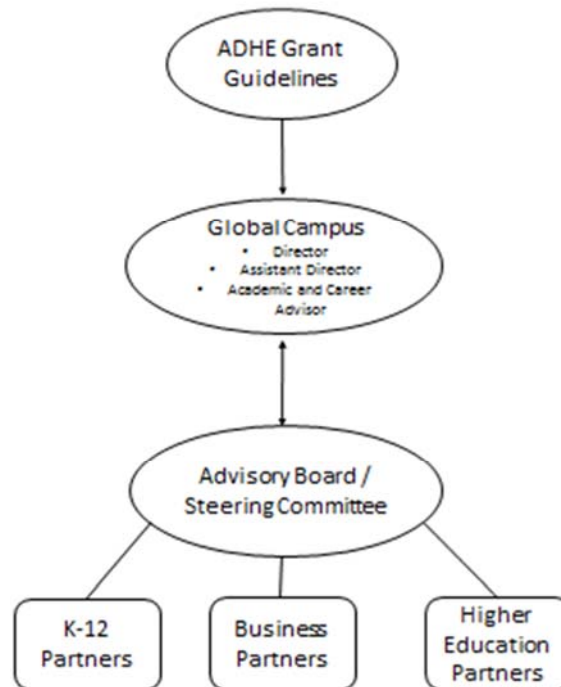 ADHE Grant
Guidelines
Global Campus
• Director
• Assistant Director
• Academic and Career
Advisor
Advisory Board /
Steering Committee
K-12
Partners
Business
Partners
Higher
Education
Partners